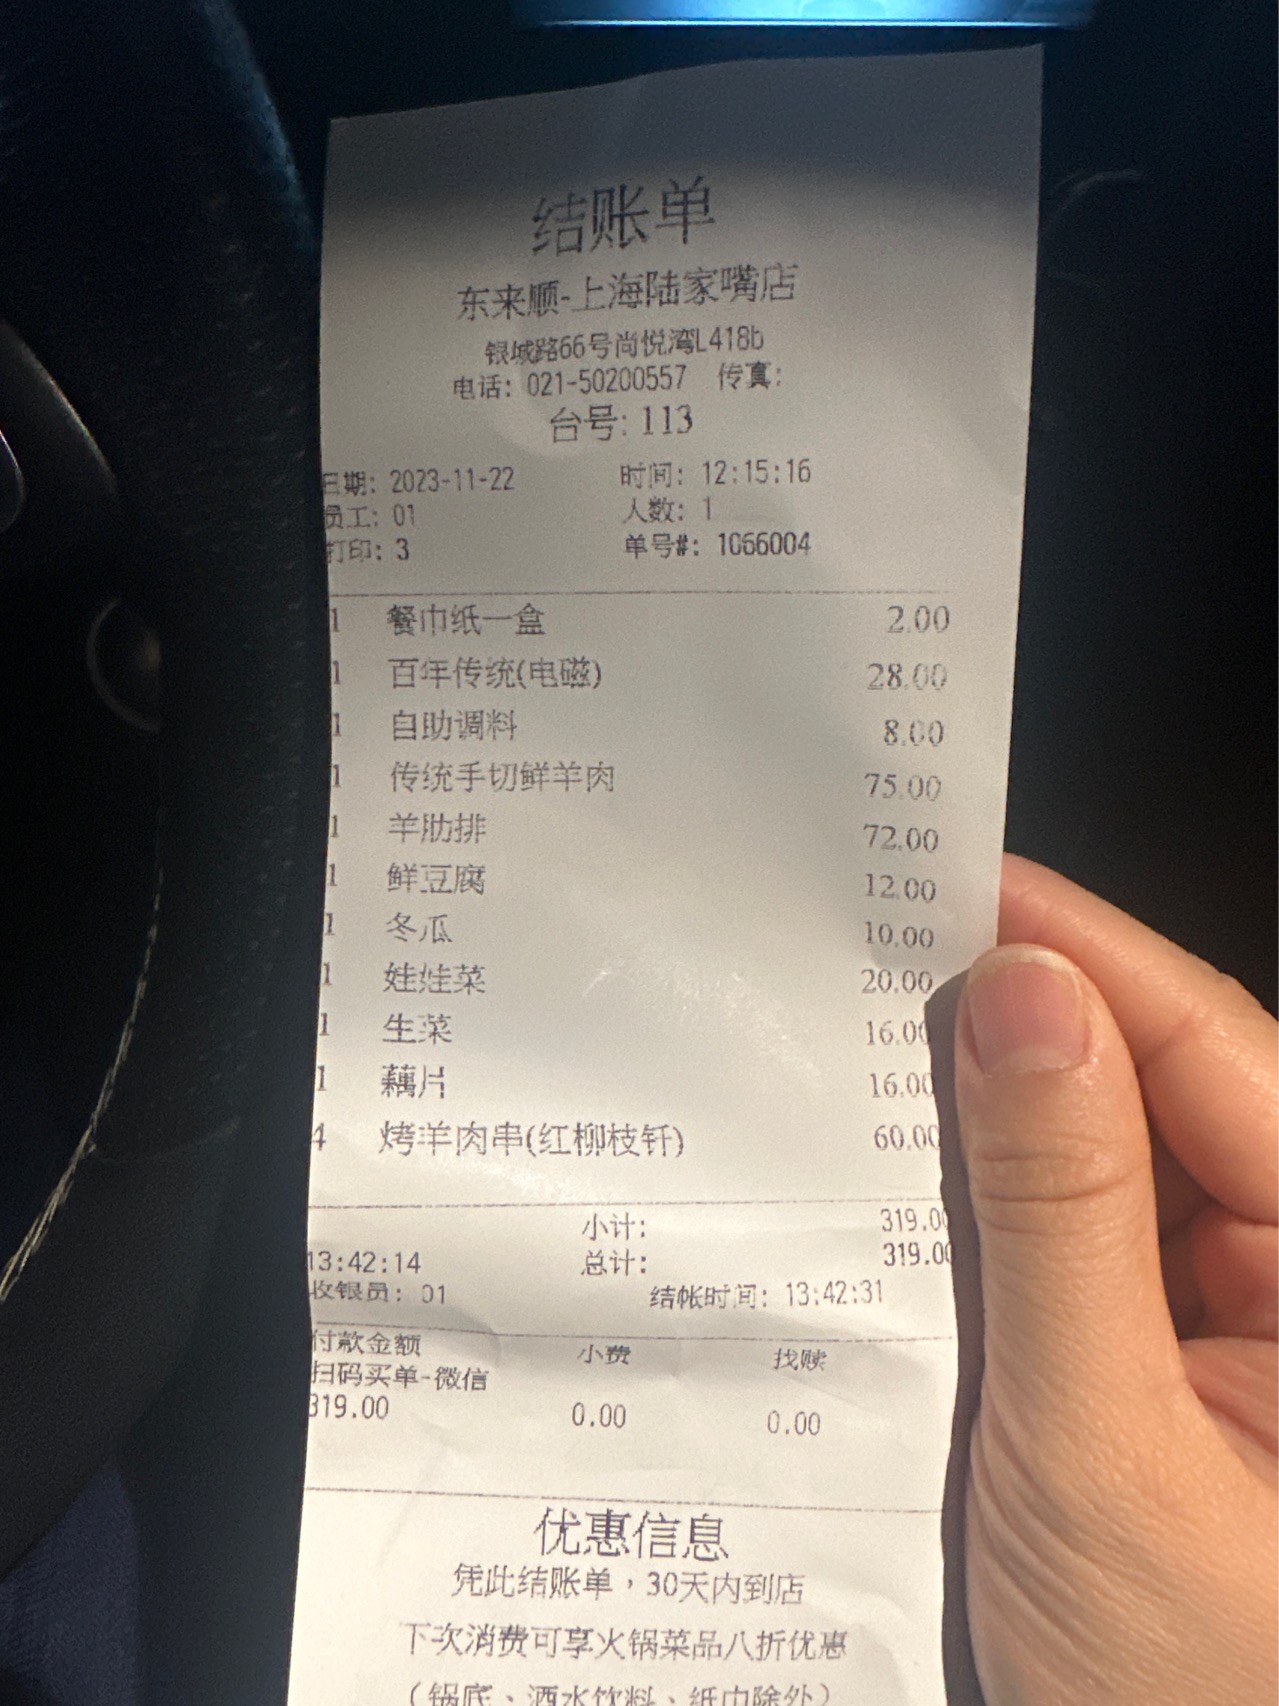 结账单
东来顺-上海陆家嘴店
银城路66号尚悦湾L418b
电话: 021-50200557 传真:
台号: 113
日期: 2023-11-22 时间: 12:15:16
员工: 01 人数: 1
打印: 3 单号#: 1066004
1 餐巾纸一盒 2.00
1 百年传统(电磁) 28.00
1 自助调料 8.00
1 传统手切鲜羊肉 75.00
1 羊肋排 72.00
1 鲜豆腐 12.00
1 冬瓜 10.00
1 娃娃菜 20.00
1 生菜 16.00
1 藕片 16.00
4 烤羊肉串(红柳枝钎) 60.00
小计: 319.00
13:42:14 总计: 319.00
收银员: 01 结帐时间: 13:42:31
付款金额 小费 找赎
扫码买单-微信
319.00 0.00 0.00
优惠信息
凭此结账单，30天内到店
下次消费可享火锅菜品八折优惠
（锅底、酒水饮料、纸巾除外）